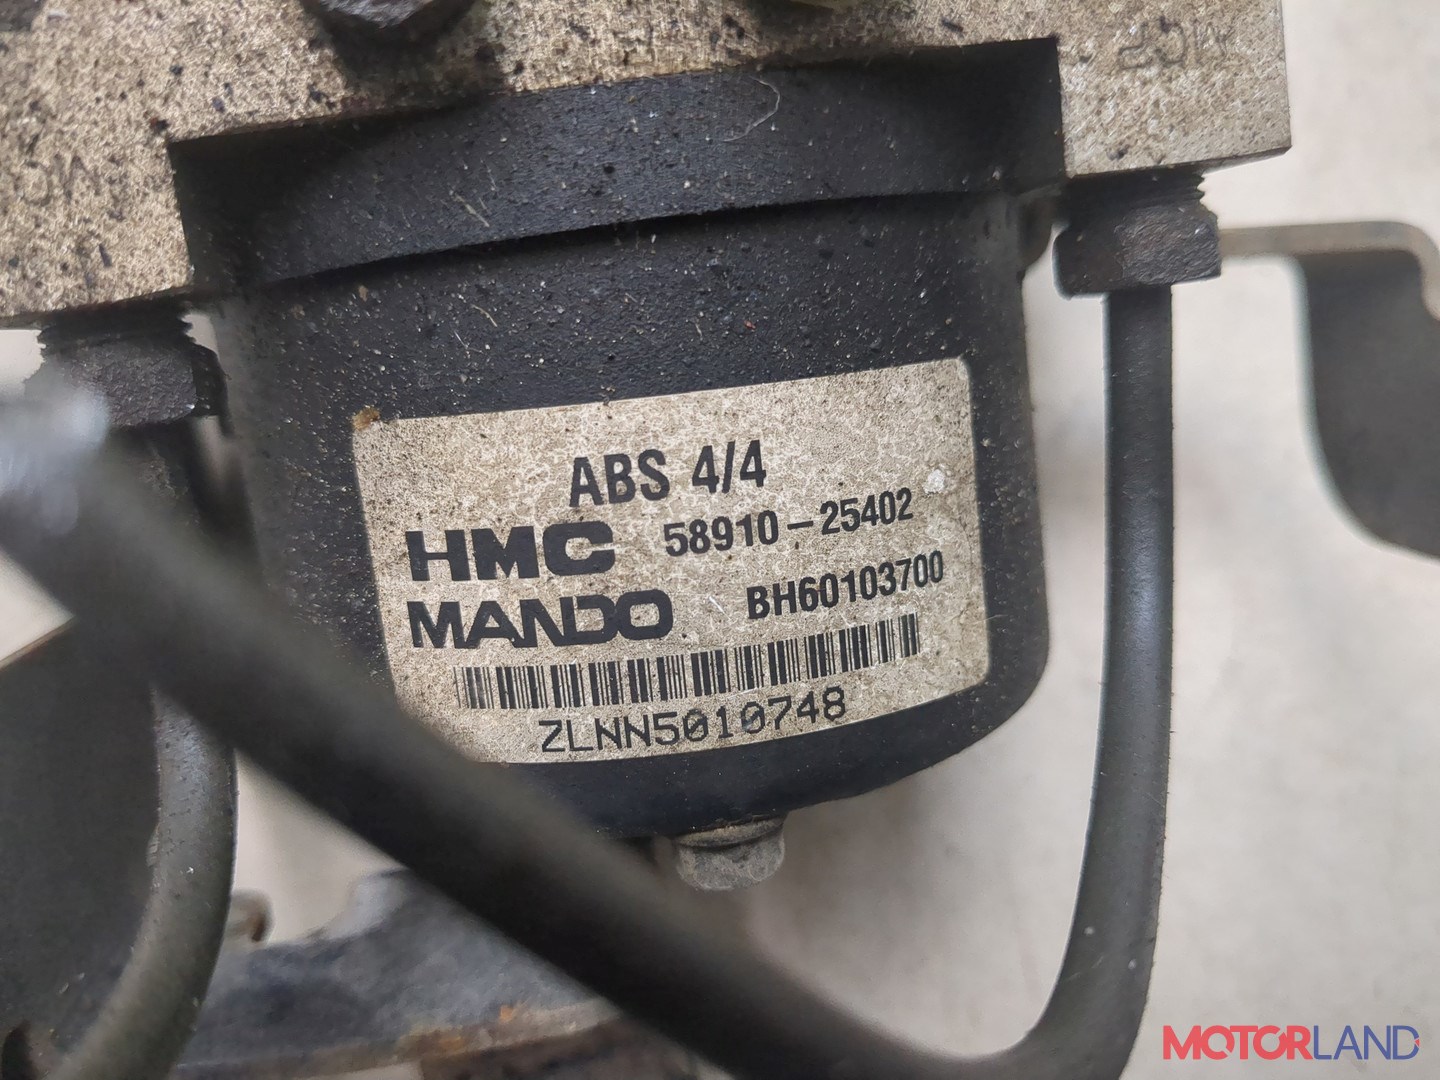 ABS 4/4
HMC 58910-25402
MANDO BH60103700
ZLNN5010748
MOTORLAND